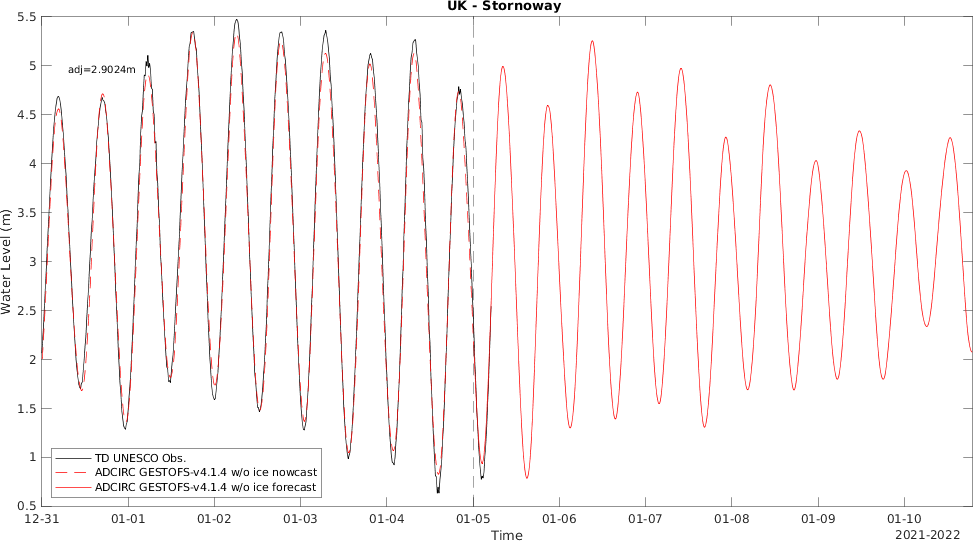 UK - Stornoway
adj=2.9024m
5.5
5
4.5
4
3.5
3
2.5
2
1.5
1
0.5
Water Level (m)
TD UNESCO Obs.
ADCIRC GESTOFS-v4.1.4 w/o ice nowcast
ADCIRC GESTOFS-v4.1.4 w/o ice forecast
12-31 01-01 01-02 01-03 01-04 01-05 01-06 01-07 01-08 01-09 01-10
Time
2021-2022